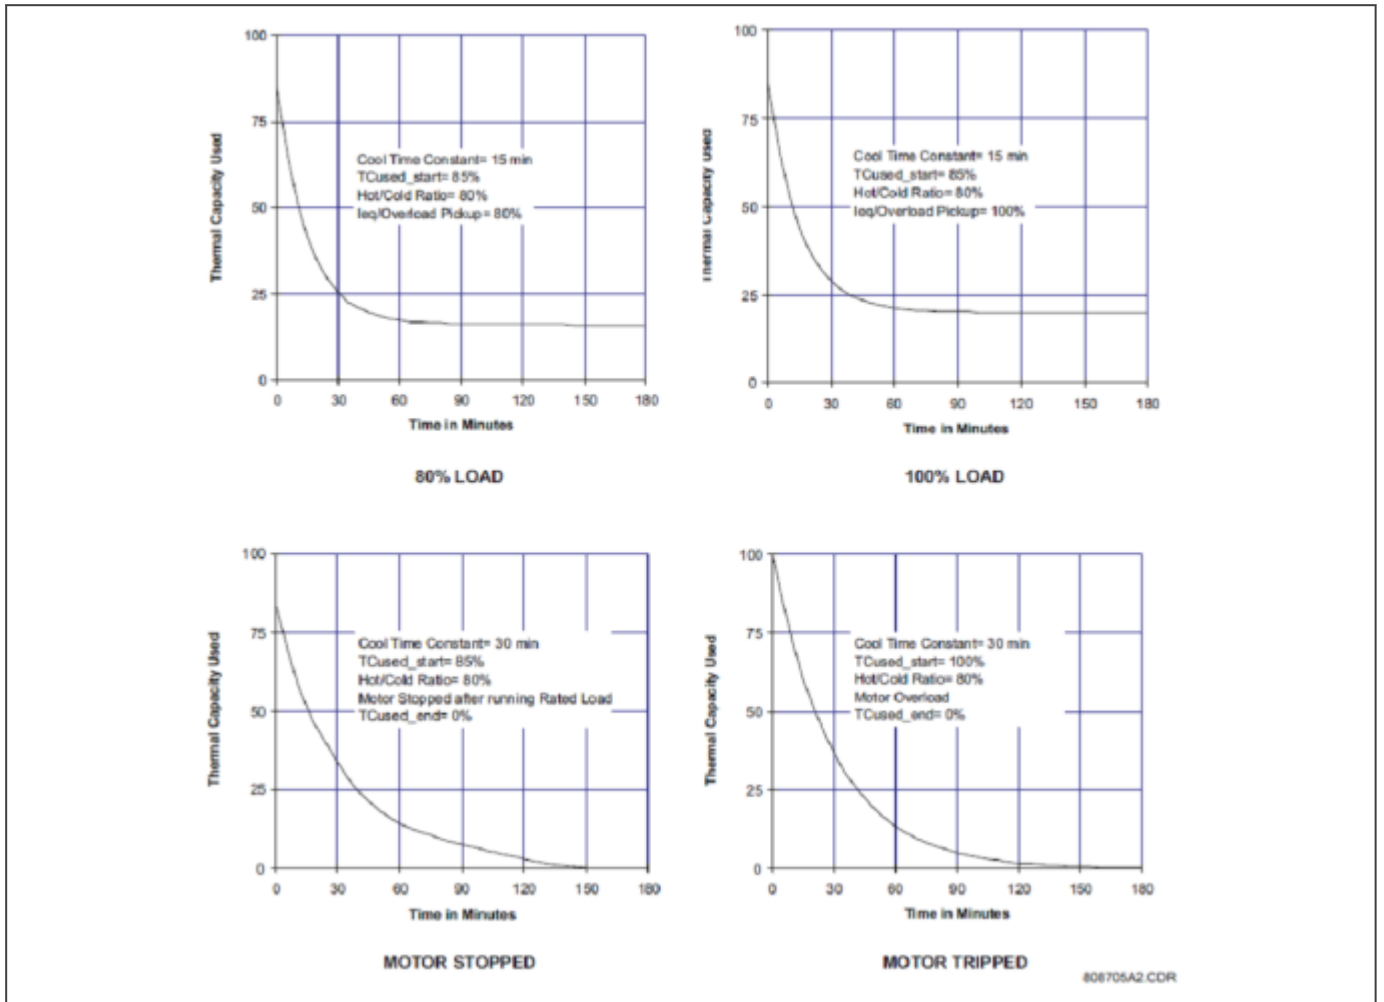 100
75
50
25
0
Thermal Capacity Used
Cool Time Constant= 15 min
TCused_start= 85%
Hot/Cold Ratio= 80%
Ieq/Overload Pickup= 80%
0 30 60 90 120 150 180
Time in Minutes
80% LOAD
100
75
50
25
0
Thermal Capacity Used
Cool Time Constant= 15 min
TCused_start= 85%
Hot/Cold Ratio= 80%
Ieq/Overload Pickup= 100%
0 30 60 90 120 150 180
Time in Minutes
100% LOAD
100
75
50
25
0
Thermal Capacity Used
Cool Time Constant= 30 min
TCused_start= 85%
Hot/Cold Ratio= 80%
Motor Stopped after running Rated Load
TCused_end= 0%
0 30 60 90 120 150 180
Time in Minutes
MOTOR STOPPED
100
75
50
25
0
Thermal Capacity Used
Cool Time Constant= 30 min
TCused_start= 100%
Hot/Cold Ratio= 80%
Motor Overload
TCused_end= 0%
0 30 60 90 120 150 180
Time in Minutes
MOTOR TRIPPED
808705A2.CDR